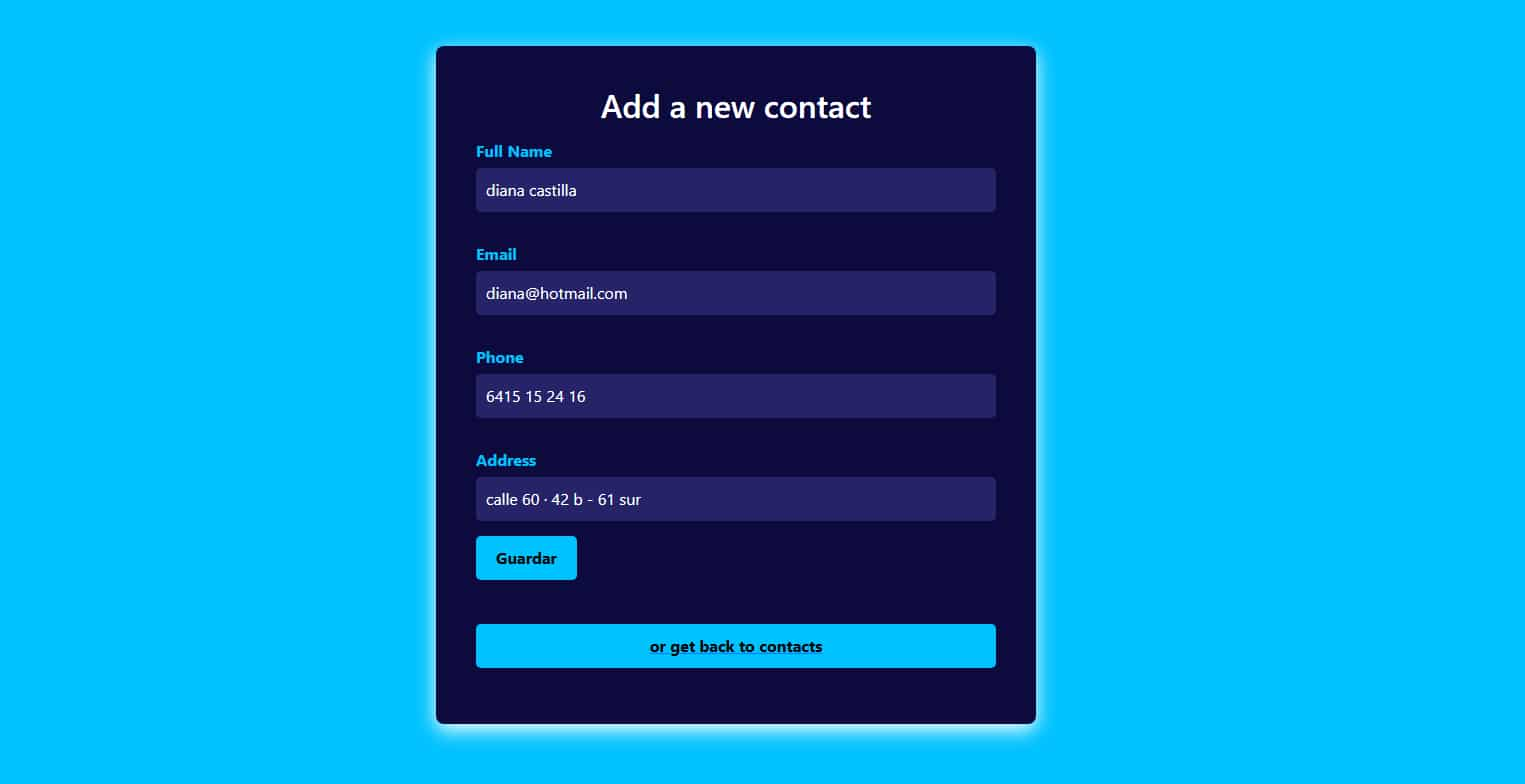 Add a new contact
Full Name
diana castilla
Email
diana@hotmail.com
Phone
6415 15 24 16
Address
calle 60 · 42 b - 61 sur
Guardar
or get back to contacts